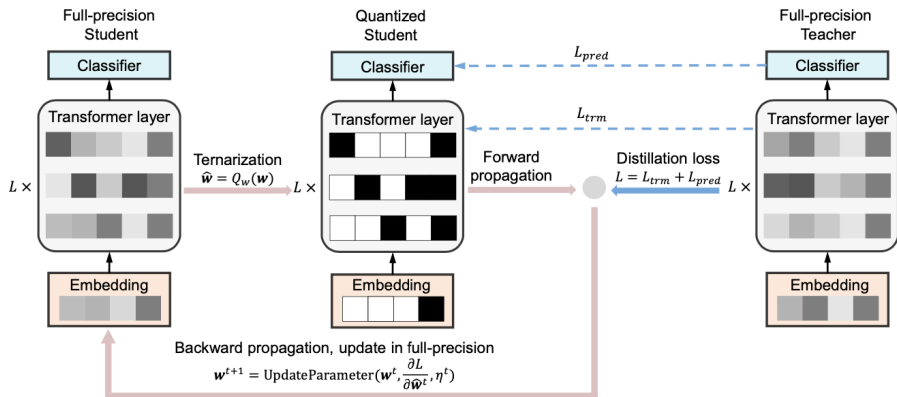 Full-precision
Student
Classifier
Transformer layer
L ×
Embedding
Ternarization
ŵ = Q_w(w)
Quantized
Student
Classifier
Transformer layer
L ×
Embedding
Forward
propagation
L_pred
L_trm
Distillation loss
L = L_trm + L_pred
Full-precision
Teacher
Classifier
Transformer layer
L ×
Embedding
Backward propagation, update in full-precision
w^{t+1} = UpdateParameter(w^t, ∂L/∂ŵ^t, η^t)